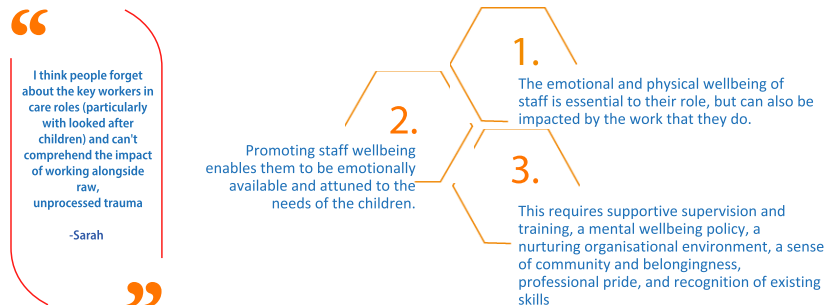 “
I think people forget
about the key workers in
care roles (particularly
with looked after
children) and can't
comprehend the impact
of working alongside
raw,
unprocessed trauma
-Sarah
”
1.
The emotional and physical wellbeing of
staff is essential to their role, but can also be
impacted by the work that they do.
2.
Promoting staff wellbeing
enables them to be emotionally
available and attuned to the
needs of the children.
3.
This requires supportive supervision and
training, a mental wellbeing policy, a
nurturing organisational environment, a sense
of community and belongingness,
professional pride, and recognition of existing
skills